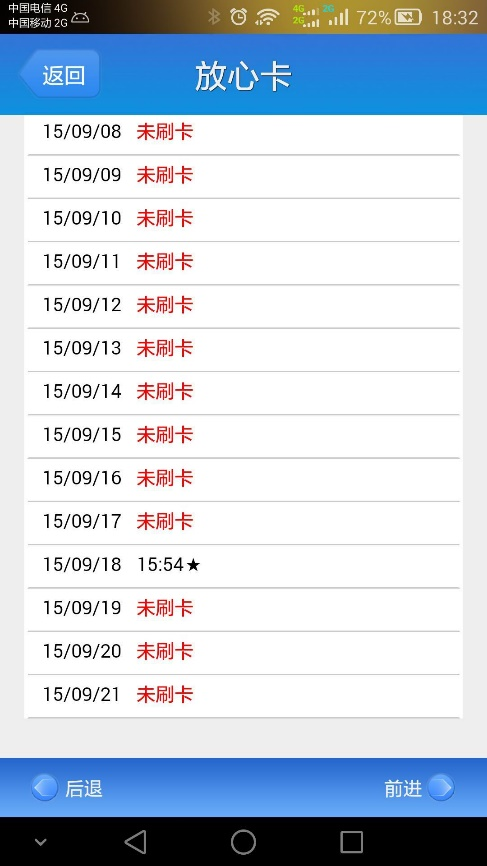 中国电信 4G
中国移动 2G
4G 2G
2G
72%
18:32
返回
放心卡
15/09/08 未刷卡
15/09/09 未刷卡
15/09/10 未刷卡
15/09/11 未刷卡
15/09/12 未刷卡
15/09/13 未刷卡
15/09/14 未刷卡
15/09/15 未刷卡
15/09/16 未刷卡
15/09/17 未刷卡
15/09/18 15:54★
15/09/19 未刷卡
15/09/20 未刷卡
15/09/21 未刷卡
后退
前进